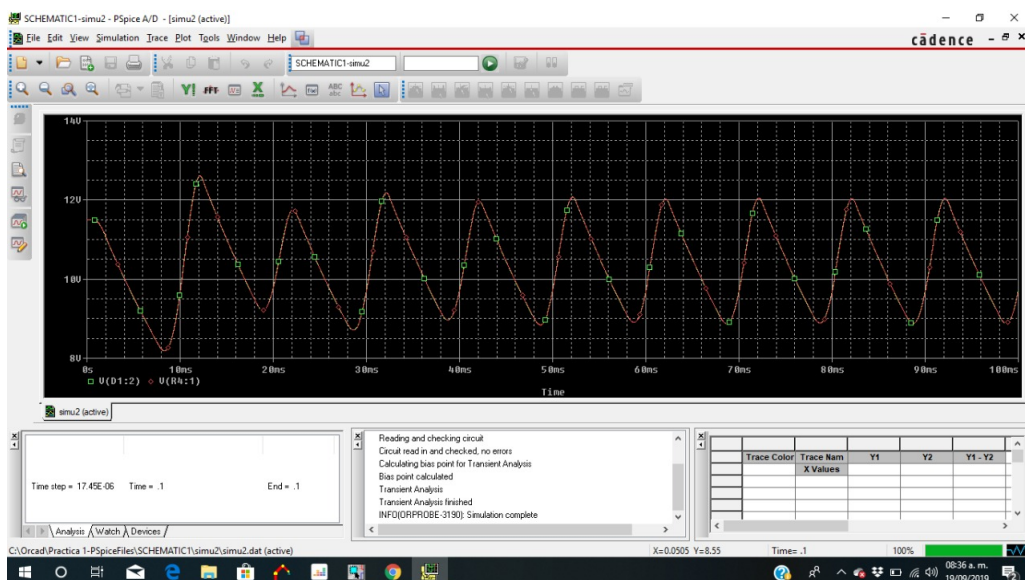 SCHEMATIC1-simu2 - PSpice A/D - [simu2 (active)]
File Edit View Simulation Trace Plot Tools Window Help
cādence
SCHEMATIC1-simu2
14V
12V
10V
8V
0s 10ms 20ms 30ms 40ms 50ms 60ms 70ms 80ms 90ms 100ms
V(D1:2) V(R4:1)
Time
simu2 (active)
Time step = 17.45E-06 Time = .1 End = .1
Analysis Watch Devices
Reading and checking circuit
Circuit read in and checked, no errors
Calculating bias point for Transient Analysis
Bias point calculated
Transient Analysis
Transient Analysis finished
INFO(ORPROBE-3190): Simulation complete
Trace Color Trace Nam Y1 Y2 Y1 - Y2
X Values
C:\Orcad\Practica 1-PSpiceFiles\SCHEMATIC1\simu2\simu2.dat (active)
X=0.0505 Y=8.55 Time= .1 100%
08:36 a. m.
19/09/2019